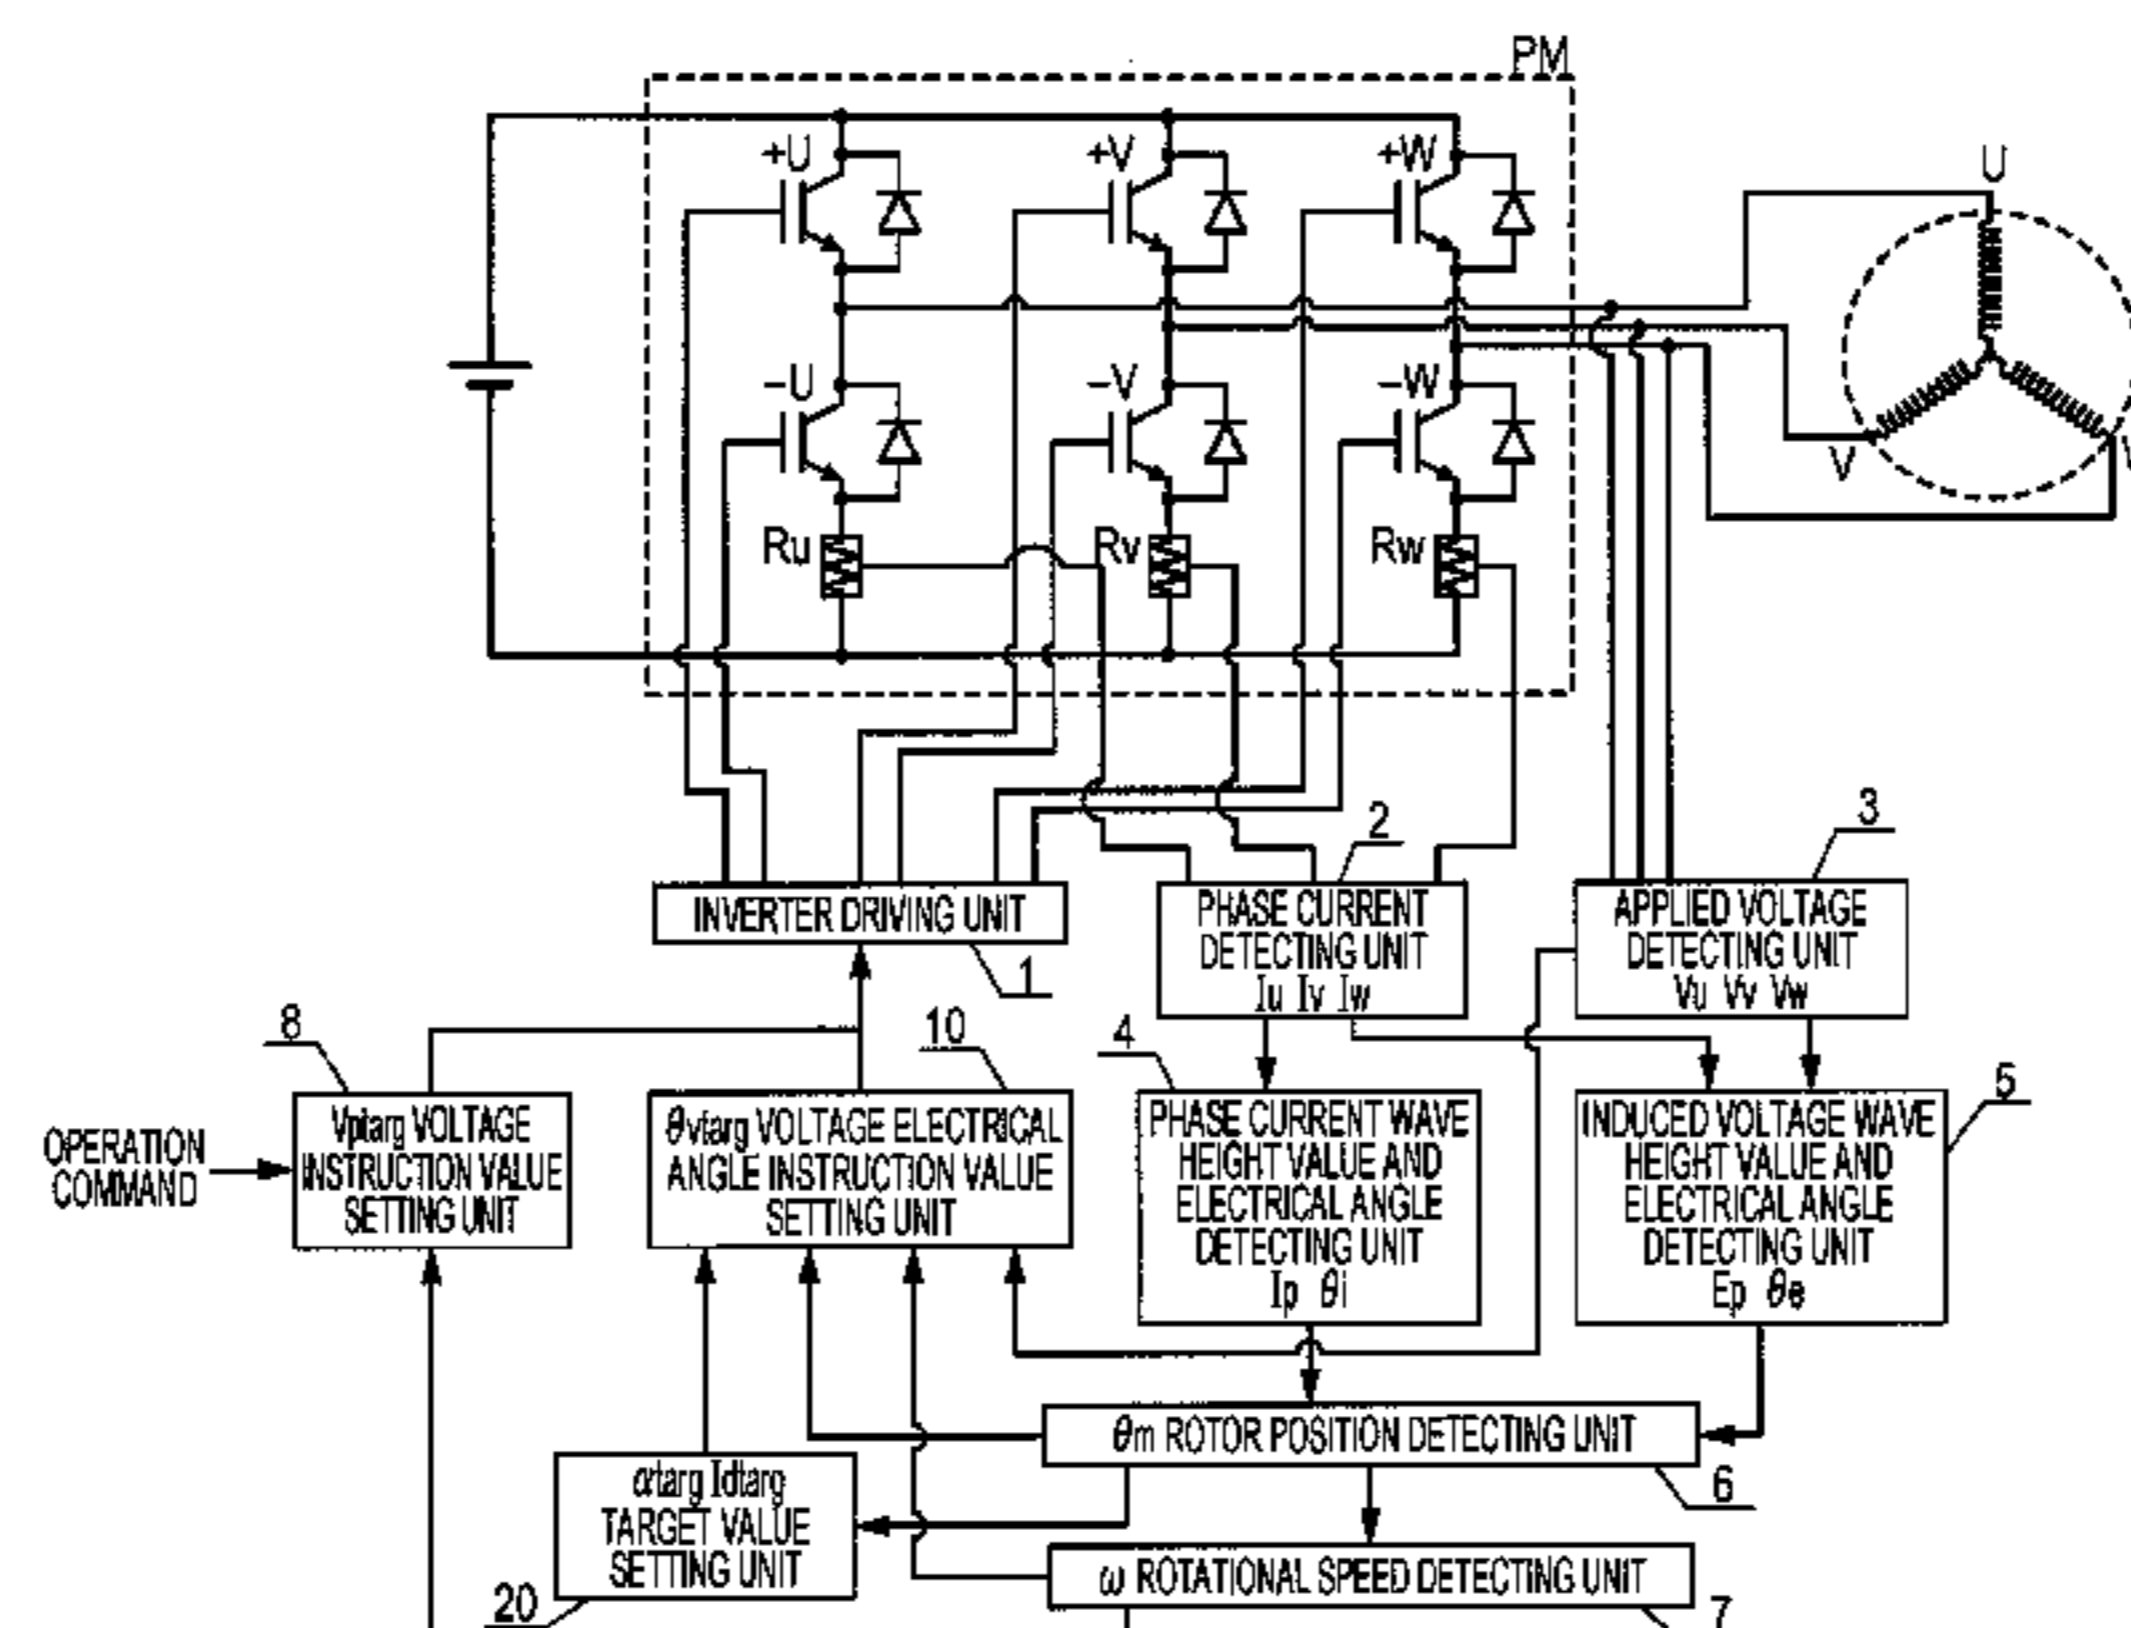 PM
+U
+V
+W
U
-U
-V
-W
V
Ru
Rv
Rw
2
3
INVERTER DRIVING UNIT
PHASE CURRENT
DETECTING UNIT
Iu Iv Iw
APPLIED VOLTAGE
DETECTING UNIT
Vu Vv Vw
1
8
10
4
5
OPERATION
COMMAND
Vptarg VOLTAGE
INSTRUCTION VALUE
SETTING UNIT
θvtarg VOLTAGE ELECTRICAL
ANGLE INSTRUCTION VALUE
SETTING UNIT
PHASE CURRENT WAVE
HEIGHT VALUE AND
ELECTRICAL ANGLE
DETECTING UNIT
Ip θi
INDUCED VOLTAGE WAVE
HEIGHT VALUE AND
ELECTRICAL ANGLE
DETECTING UNIT
Ep θe
θm ROTOR POSITION DETECTING UNIT
6
αtarg Idtarg
TARGET VALUE
SETTING UNIT
20
ω ROTATIONAL SPEED DETECTING UNIT
7